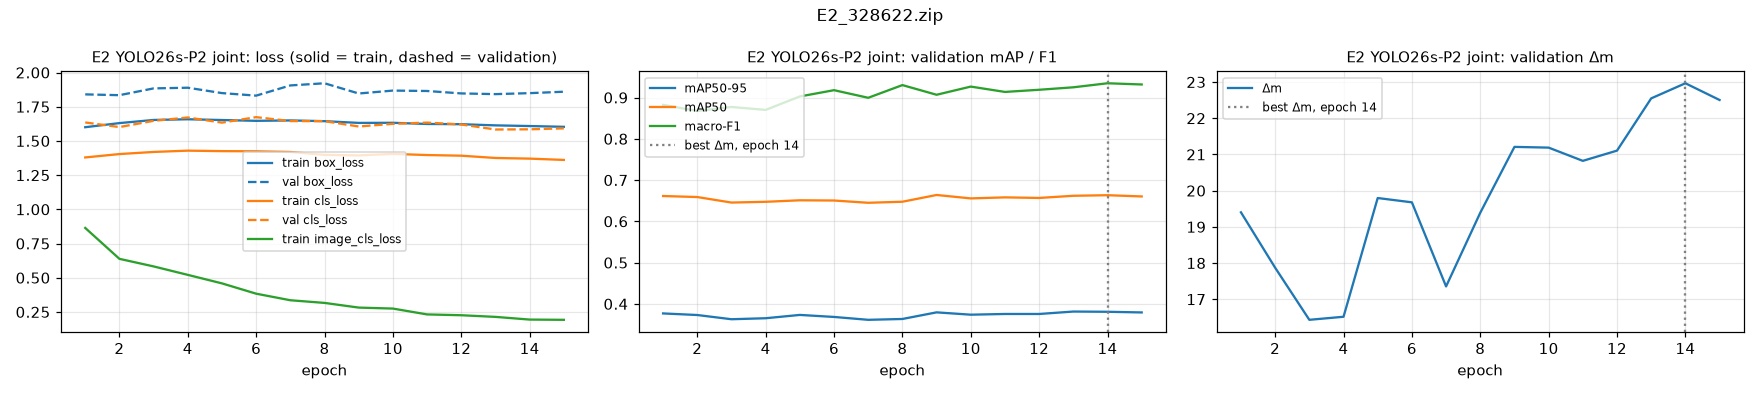 E2_328622.zip
E2 YOLO26s-P2 joint: loss (solid = train, dashed = validation)
2.00
1.75
1.50
1.25
1.00
0.75
0.50
0.25
train box_loss
val box_loss
train cls_loss
val cls_loss
train image_cls_loss
2 4 6 8 10 12 14
epoch
E2 YOLO26s-P2 joint: validation mAP / F1
0.9
0.8
0.7
0.6
0.5
0.4
mAP50-95
mAP50
macro-F1
best Δm, epoch 14
2 4 6 8 10 12 14
epoch
E2 YOLO26s-P2 joint: validation Δm
23
22
21
20
19
18
17
Δm
best Δm, epoch 14
2 4 6 8 10 12 14
epoch